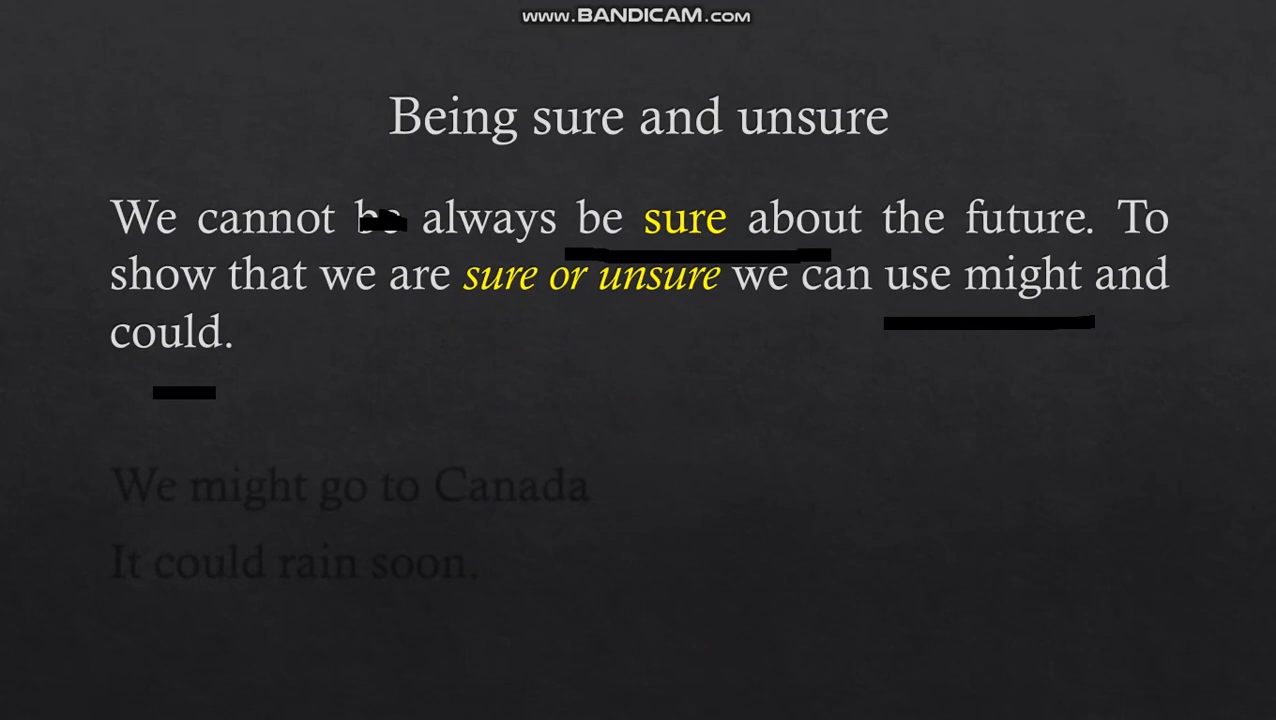 www.BANDICAM.com
Being sure and unsure
We cannot be always be sure about the future. To
show that we are sure or unsure we can use might and
could.
We might go to Canada
It could rain soon.